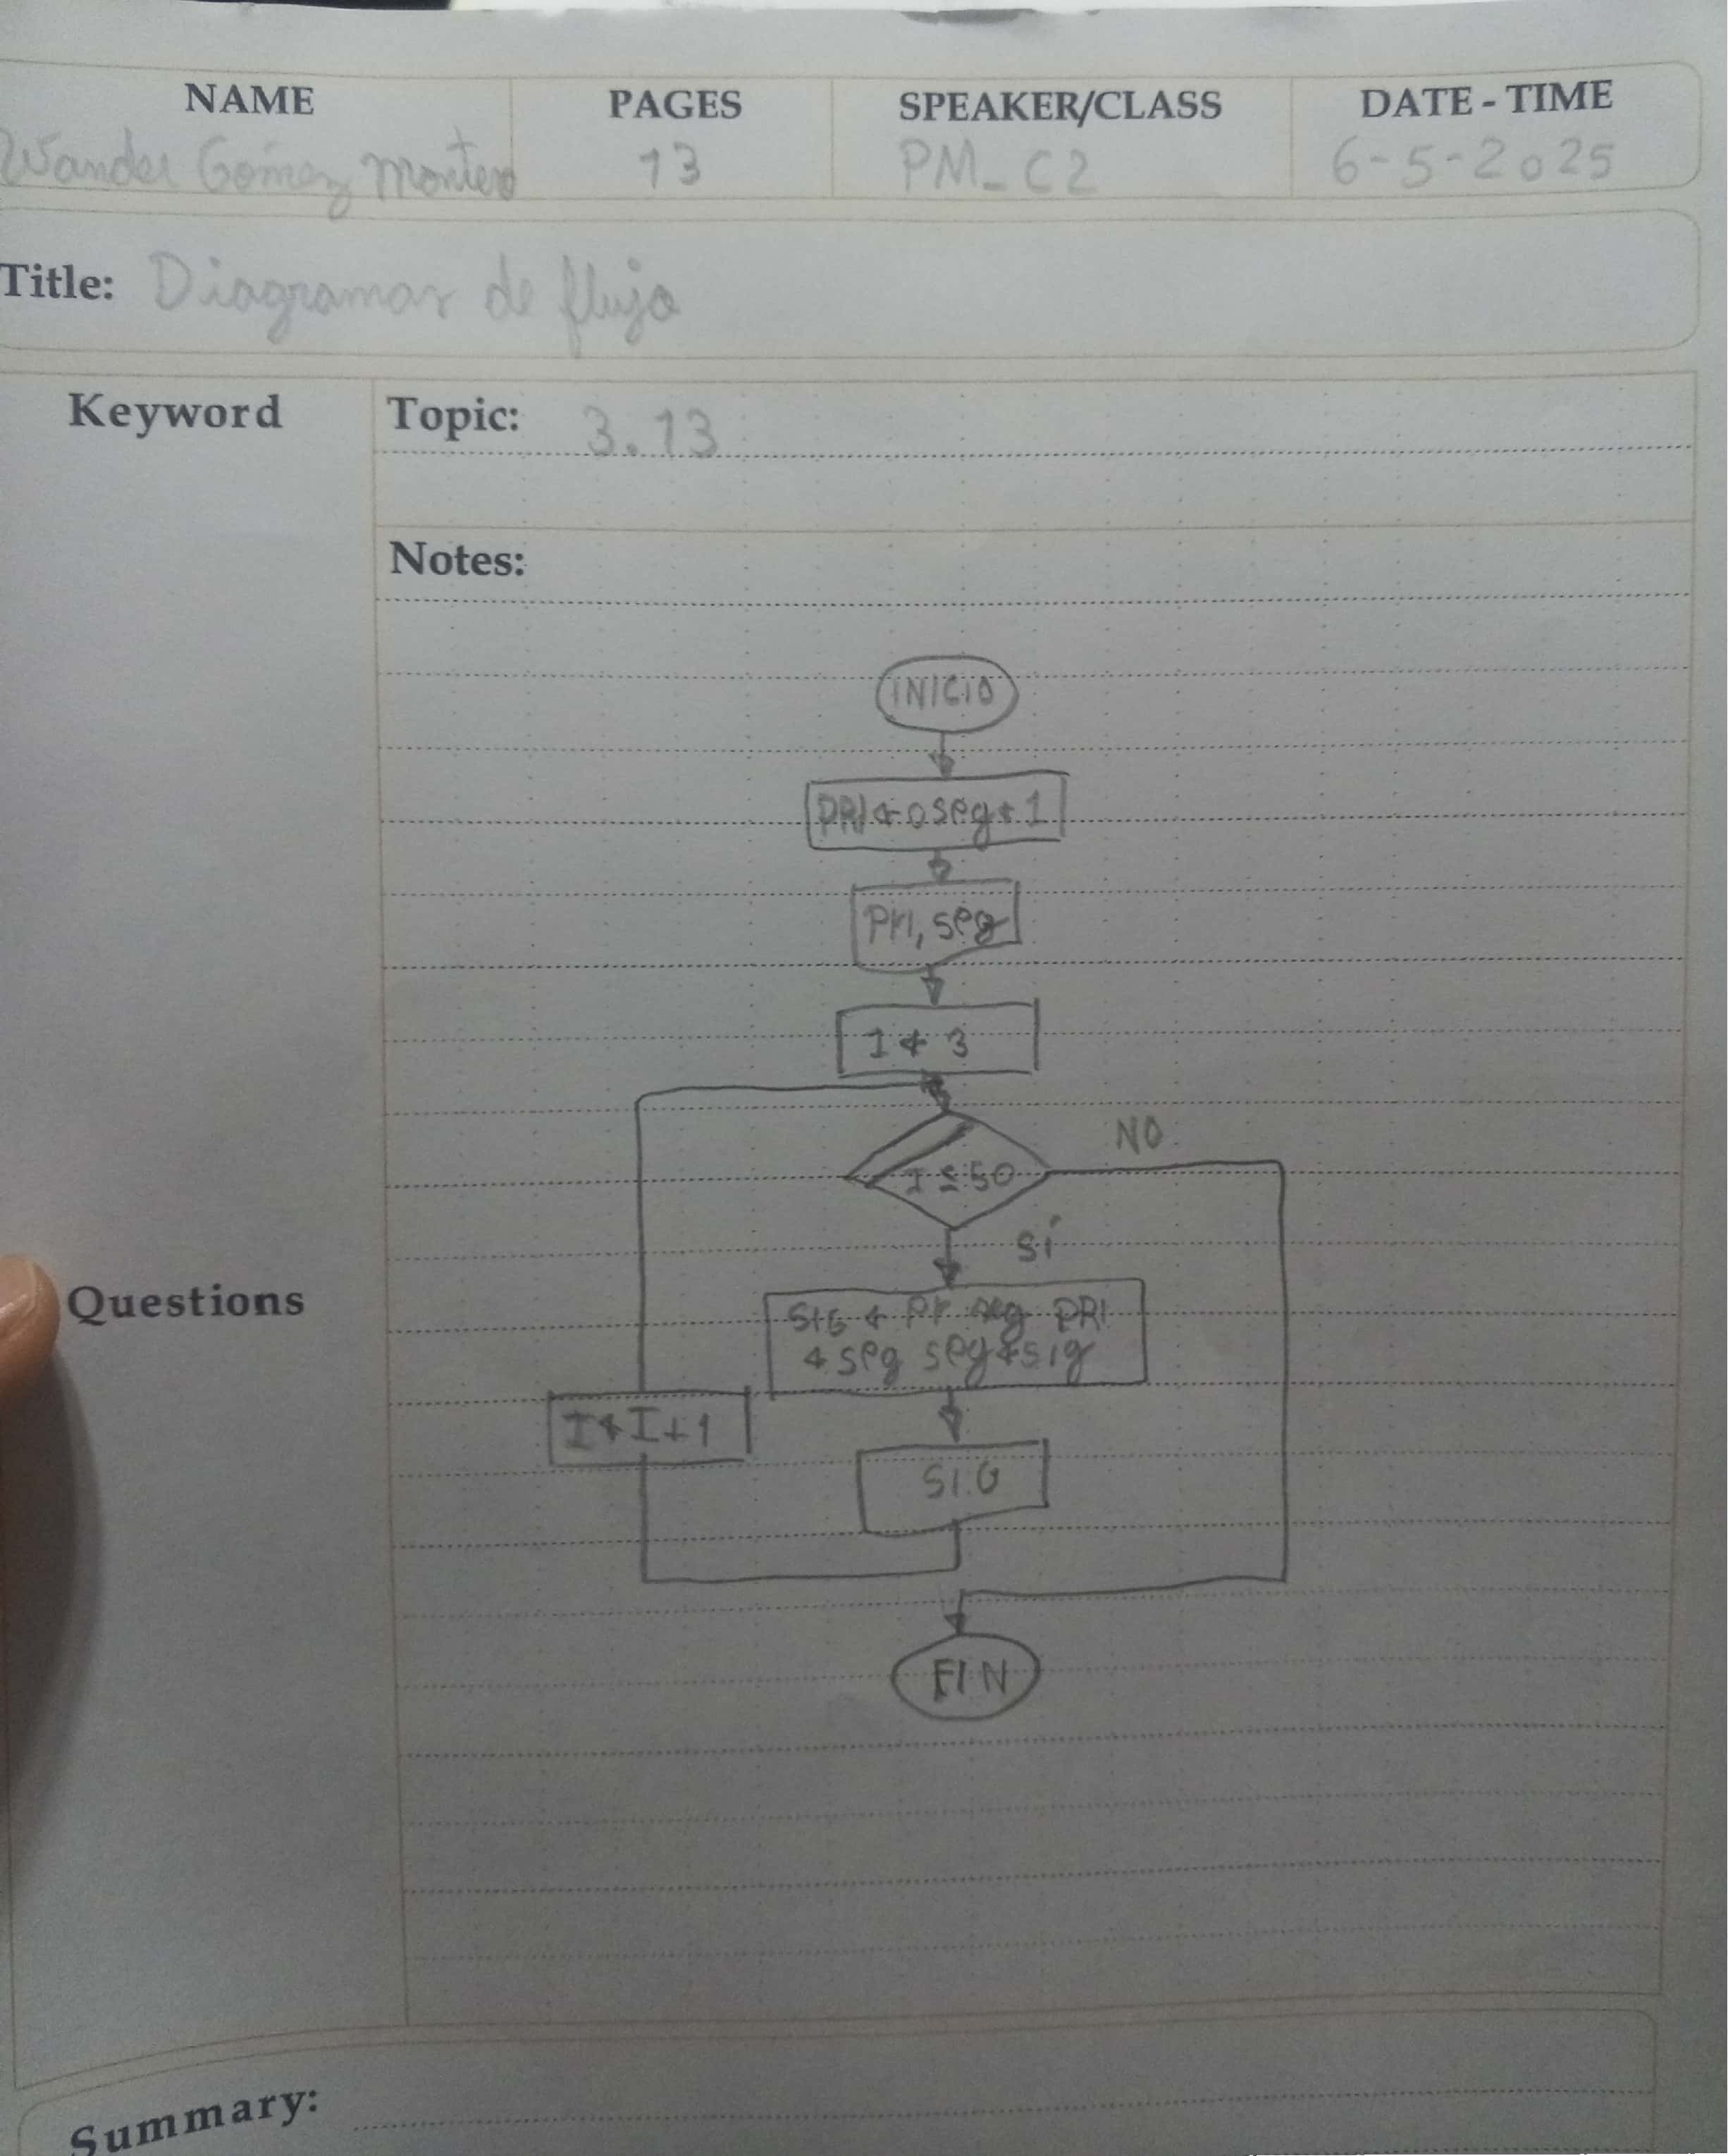 NAME PAGES SPEAKER/CLASS DATE - TIME
Wander Gómez Montero 13 PM_C2 6-5-2025
Title: Diagramas de flujo
Keyword
Topic: 3.13
Notes:
INICIO
PRI ← 0 seg ← 1
PRI, seg
I ← 3
I ≤ 50
NO
Sí
SIG ← PRI
← seg seg ← sig
I ← I + 1
SIG
FIN
Questions
Summary: